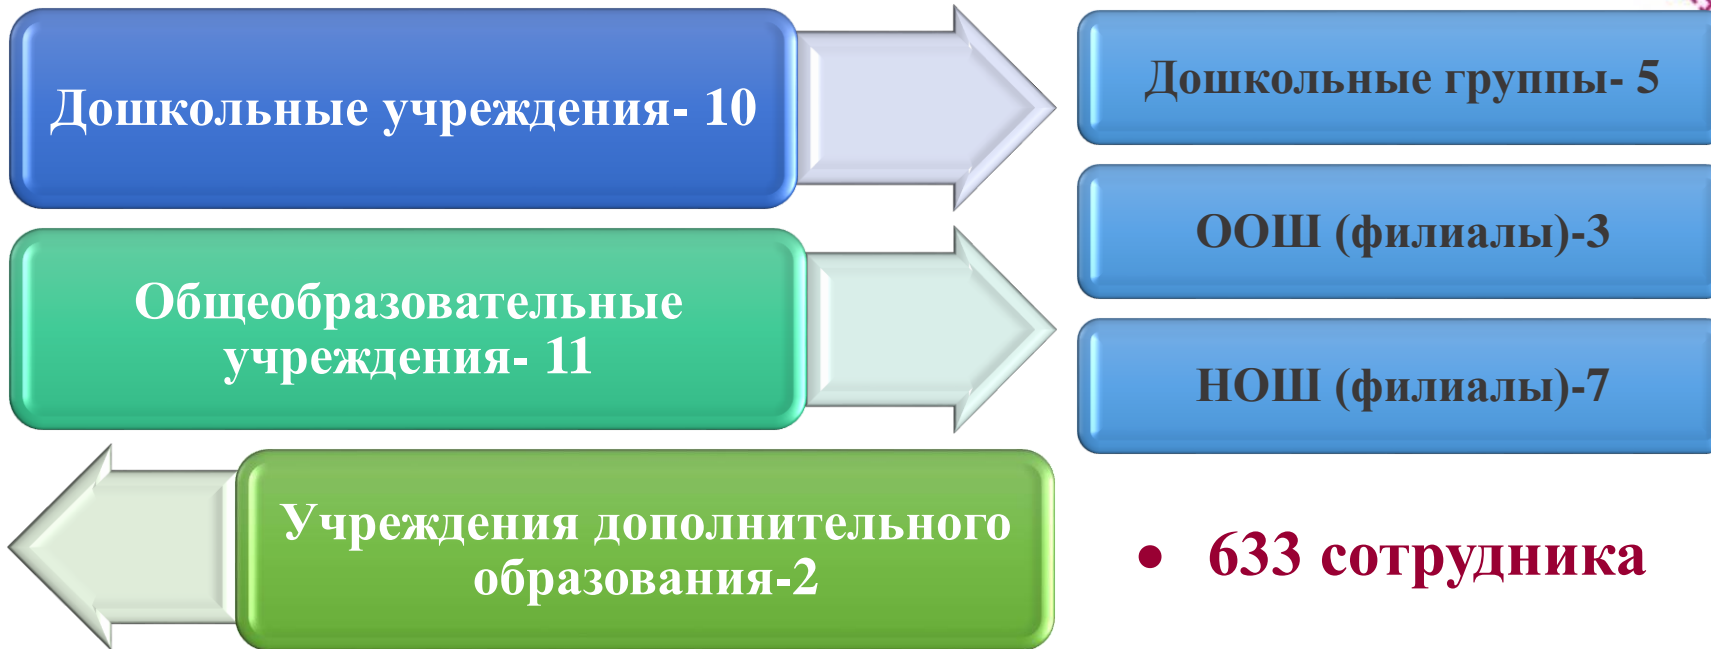 Дошкольные учреждения- 10
Общеобразовательные
учреждения- 11
Учреждения дополнительного
образования-2
Дошкольные группы- 5
ООШ (филиалы)-3
НОШ (филиалы)-7
• 633 сотрудника